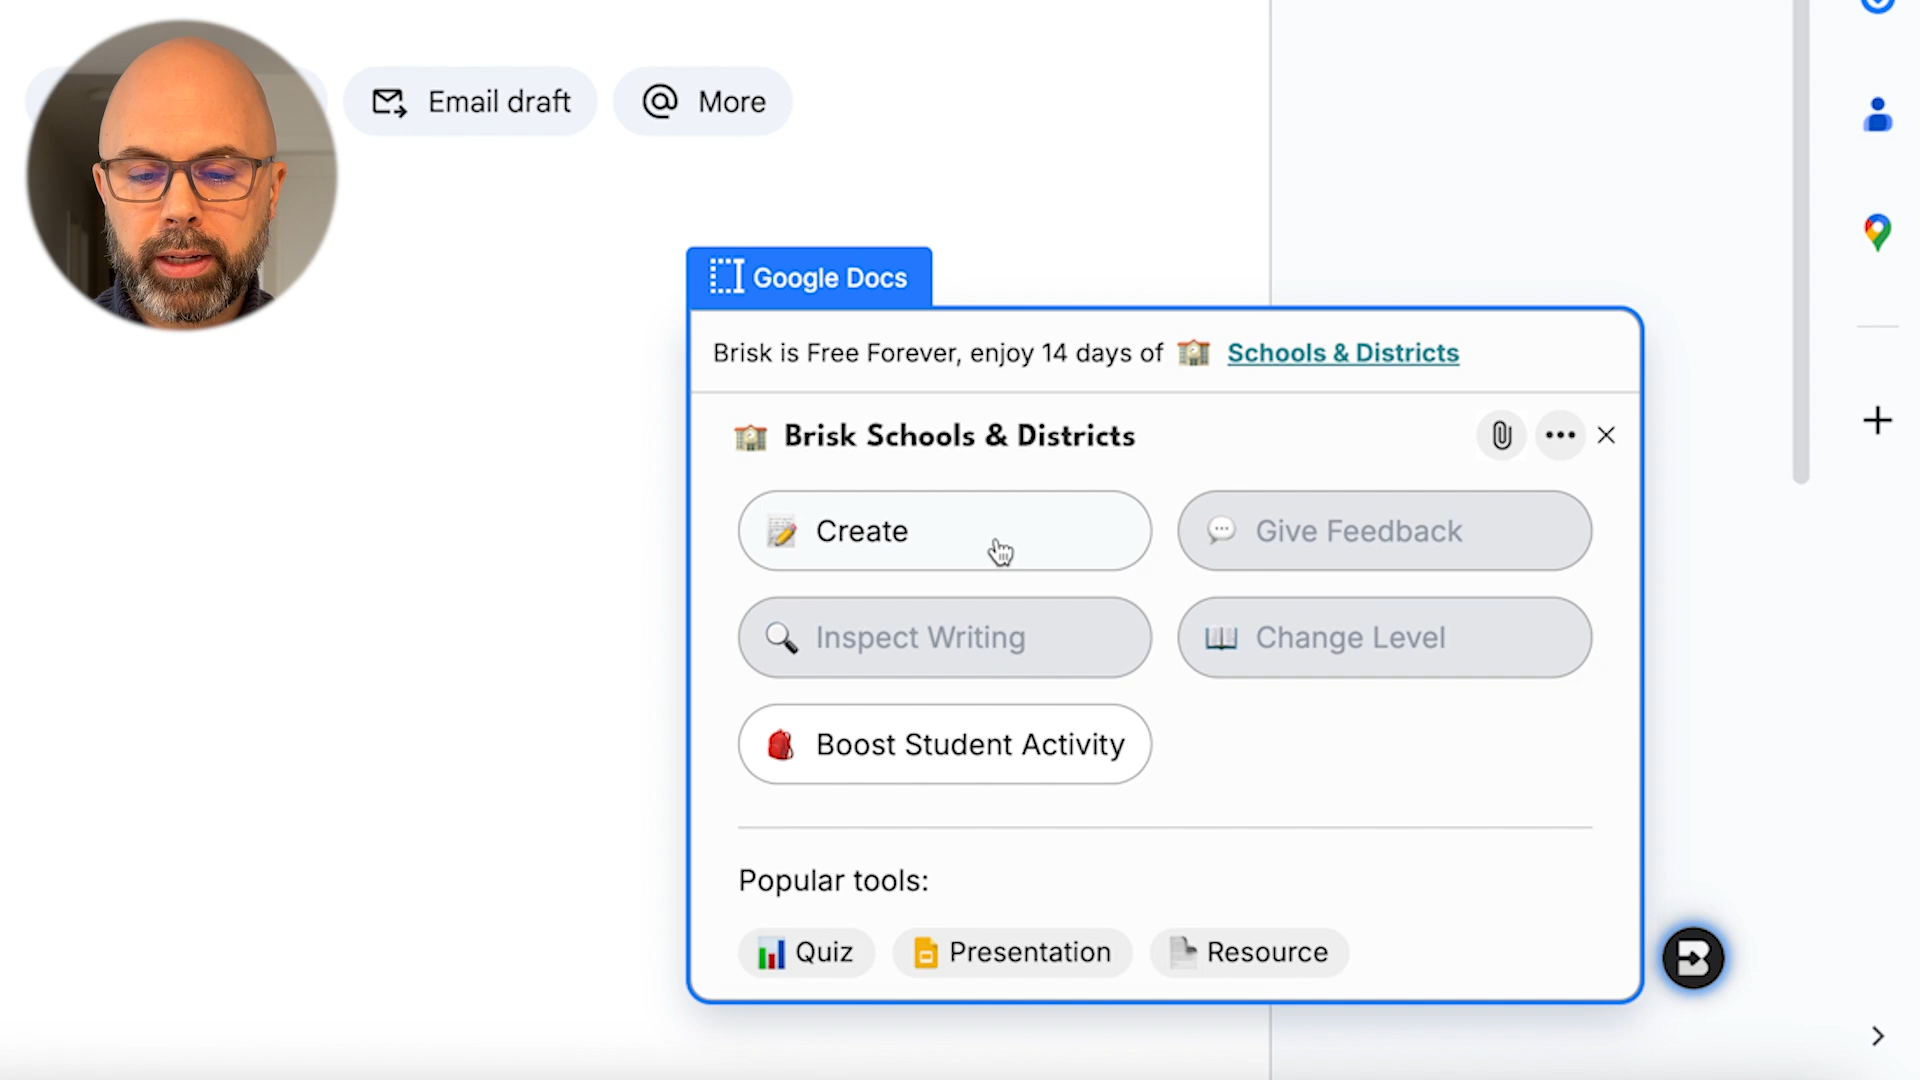 Email draft
More
Google Docs
Brisk is Free Forever, enjoy 14 days of Schools & Districts
Brisk Schools & Districts
Create
Give Feedback
Inspect Writing
Change Level
Boost Student Activity
Popular tools:
Quiz
Presentation
Resource